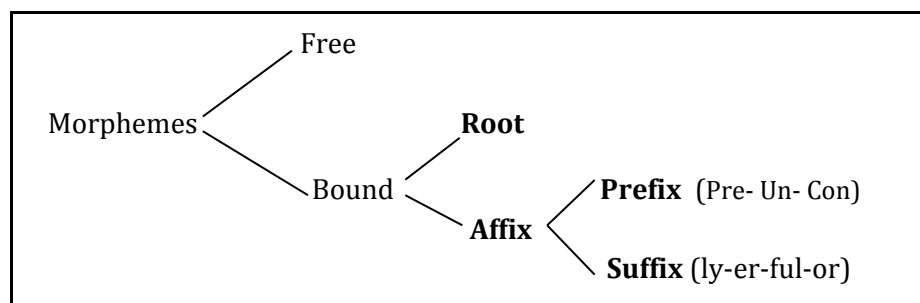 Free
Morphemes
Root
Bound
Prefix (Pre- Un- Con)
Affix
Suffix (ly-er-ful-or)